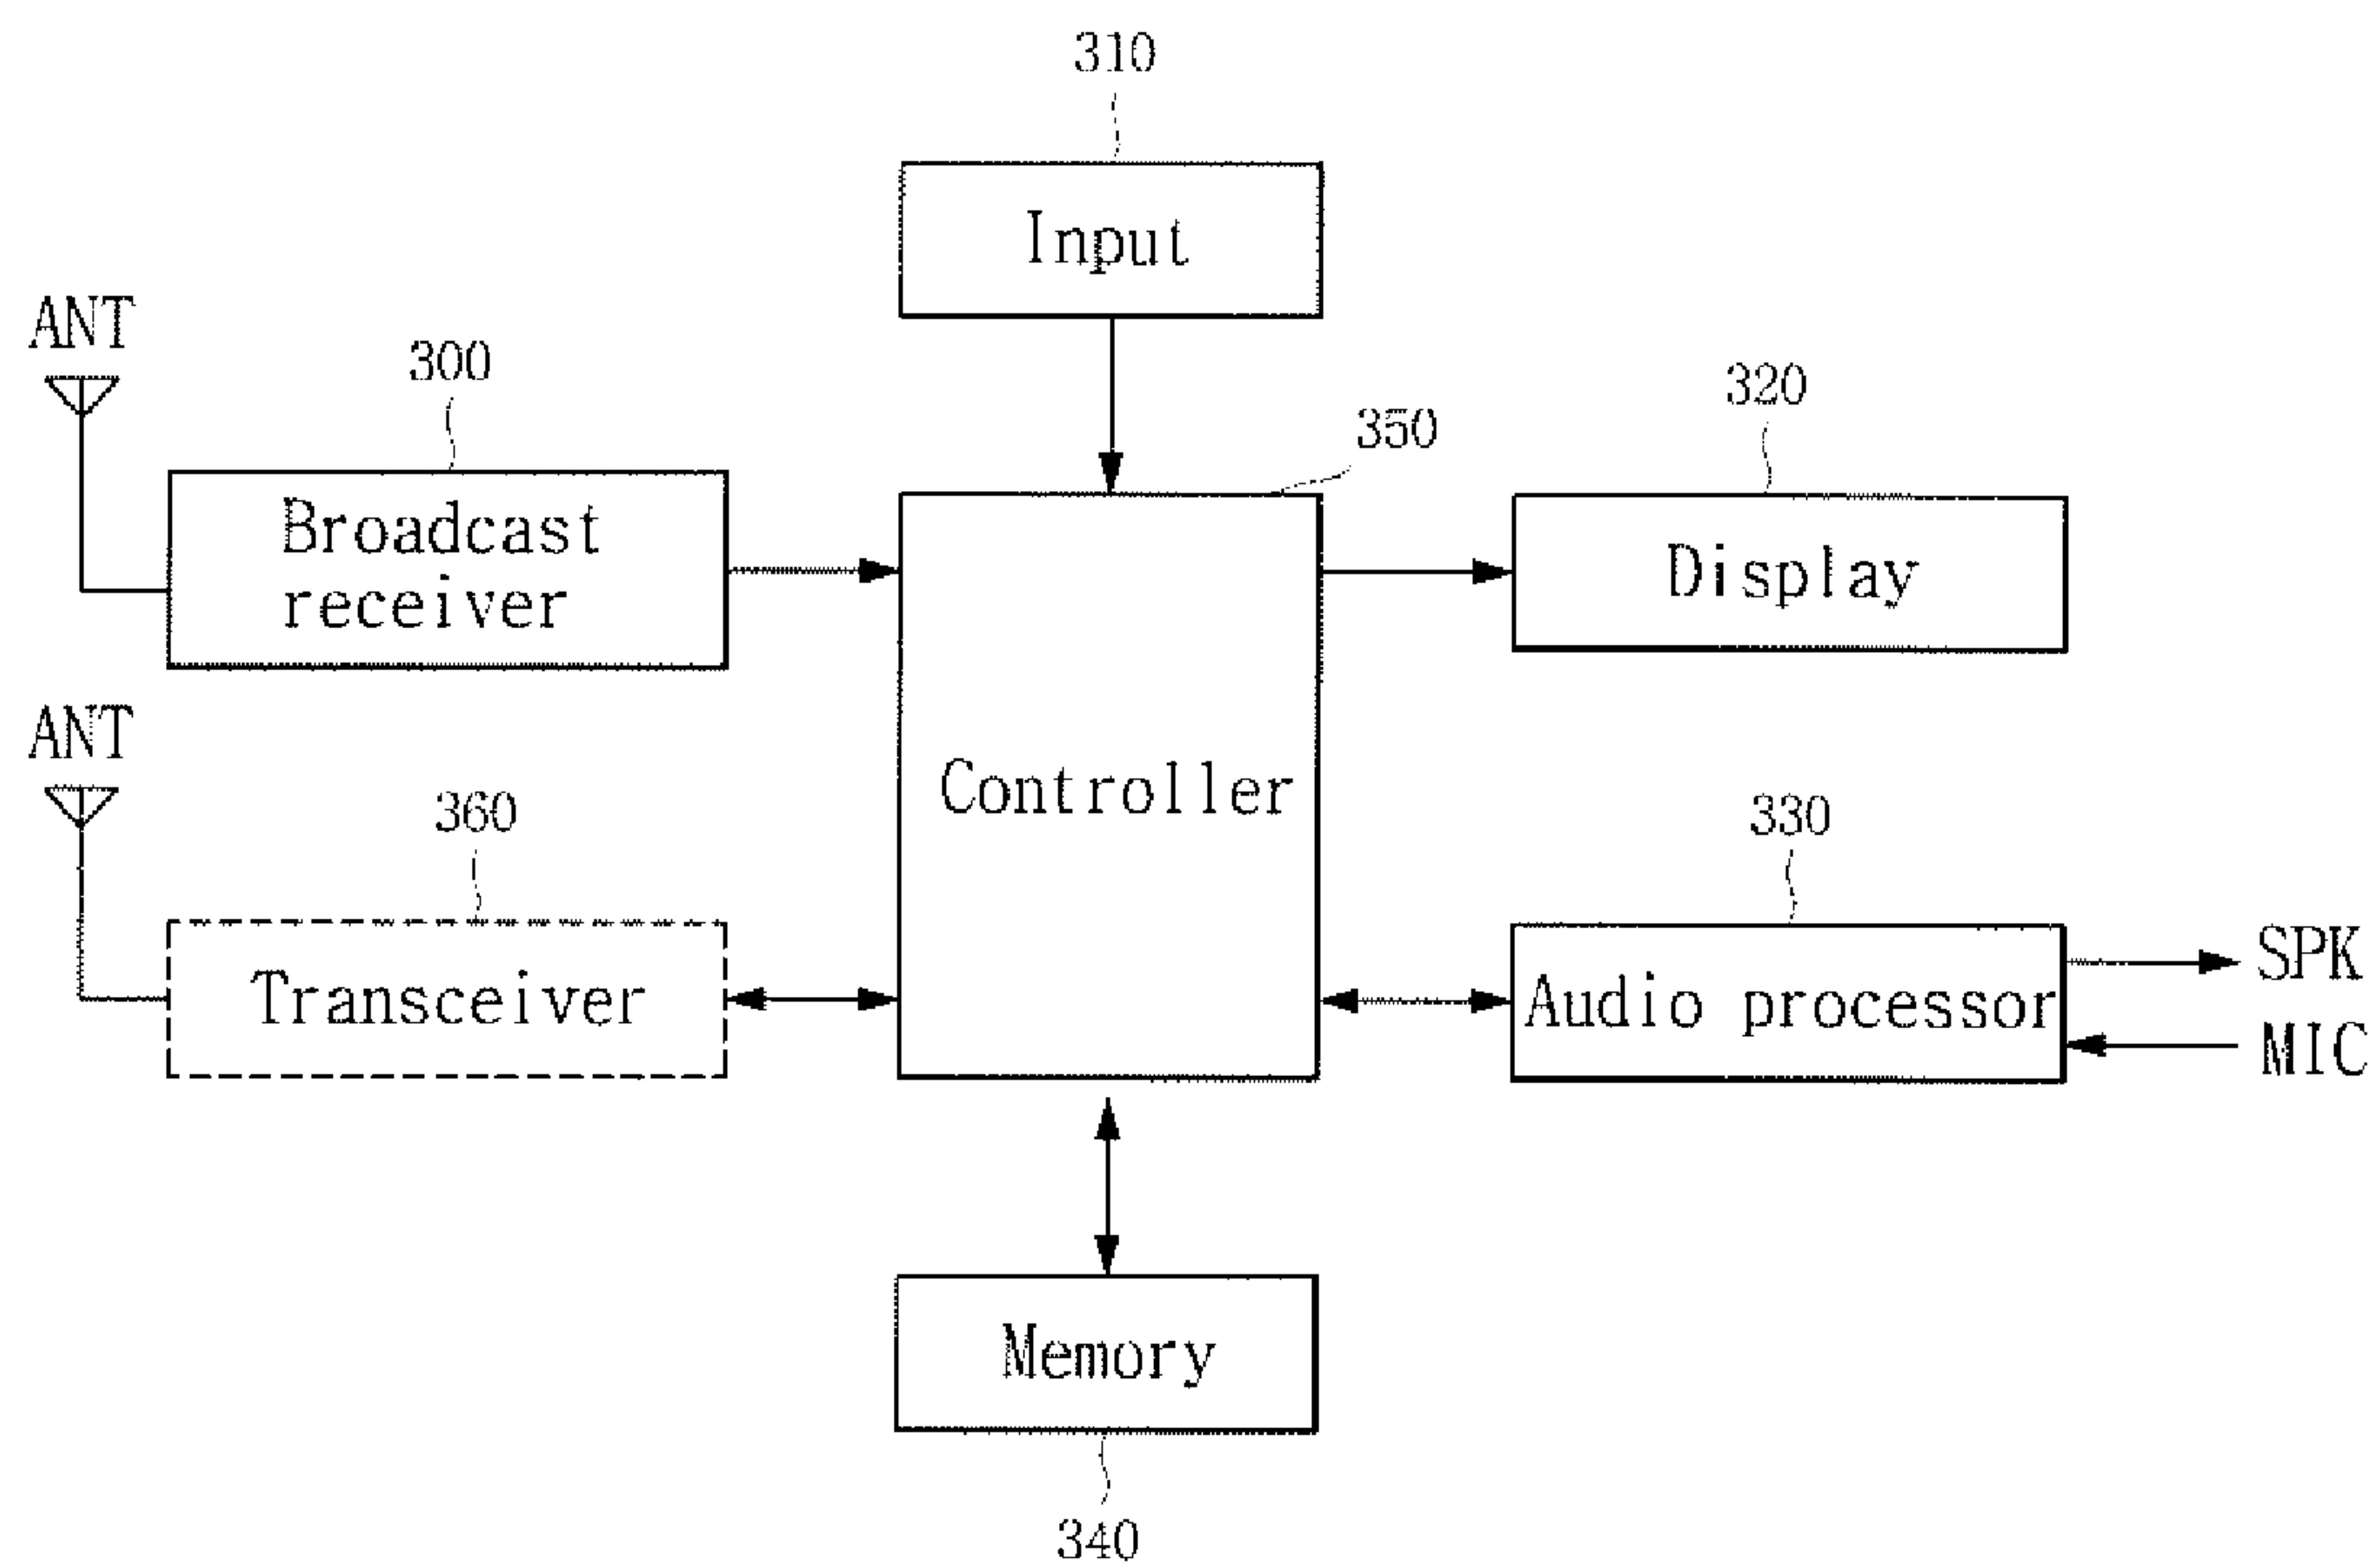 310
Input
ANT
300
350
320
Broadcast
receiver
Display
ANT
360
Controller
330
Transceiver
Audio processor
SPK
MIC
Memory
340